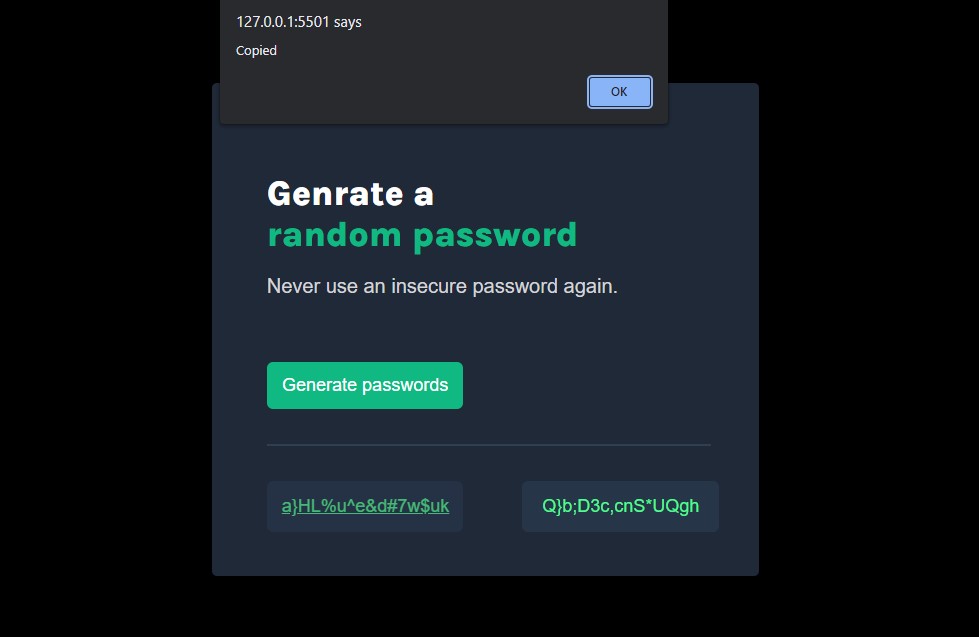 127.0.0.1:5501 says
Copied
OK
Genrate a
random password
Never use an insecure password again.
Generate passwords
a}HL%u^e&d#7w$uk
Q}b;D3c,cnS*UQgh